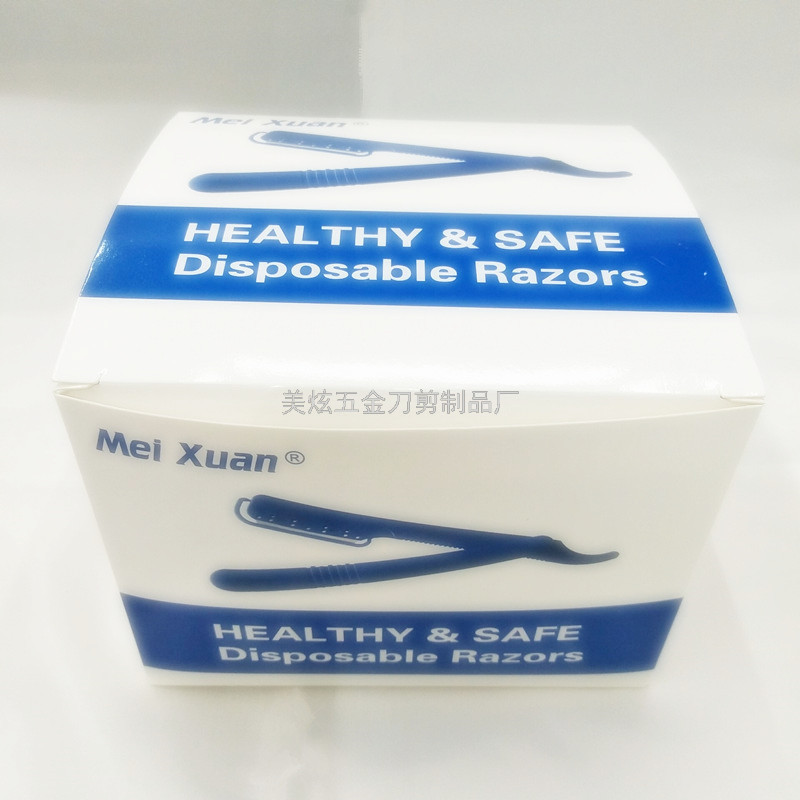 Mei Xuan®
HEALTHY & SAFE
Disposable Razors
美炫五金刀剪制品厂
Mei Xuan®
HEALTHY & SAFE
Disposable Razors